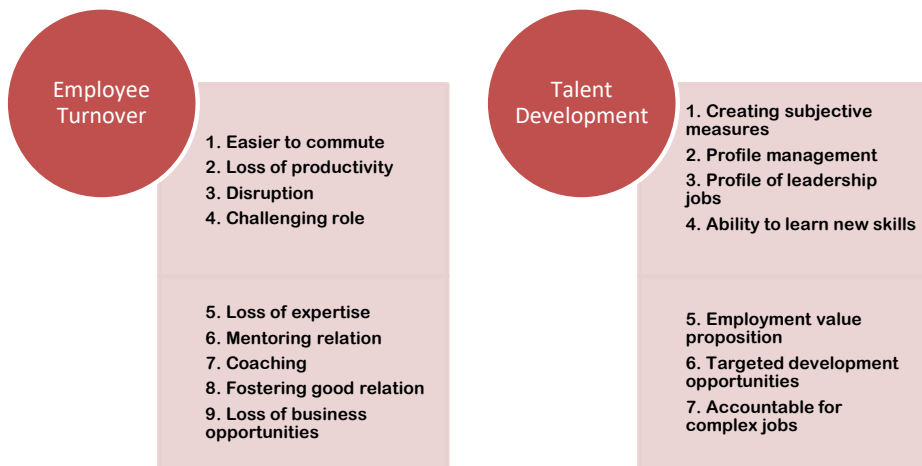 Employee
Turnover
1. Easier to commute
2. Loss of productivity
3. Disruption
4. Challenging role
5. Loss of expertise
6. Mentoring relation
7. Coaching
8. Fostering good relation
9. Loss of business
opportunities
Talent
Development
1. Creating subjective
measures
2. Profile management
3. Profile of leadership
jobs
4. Ability to learn new skills
5. Employment value
proposition
6. Targeted development
opportunities
7. Accountable for
complex jobs